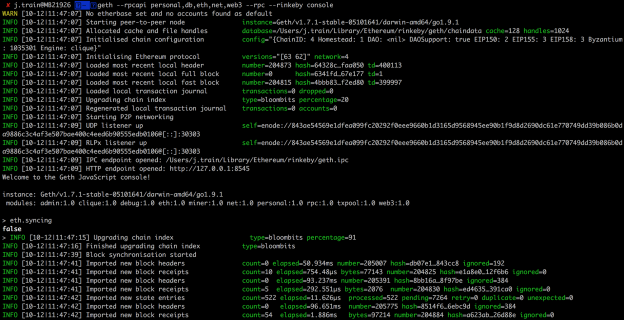 ✗ j.train@MB21926 geth --rpcapi personal,db,eth,net,web3 --rpc --rinkeby console
WARN [10-12|11:47:07] No etherbase set and no accounts found as default
INFO [10-12|11:47:07] Starting peer-to-peer node instance=Geth/v1.7.1-stable-05101641/darwin-amd64/go1.9.1
INFO [10-12|11:47:07] Allocated cache and file handles database=/Users/j.train/Library/Ethereum/rinkeby/geth/chaindata cache=128 handles=1024
INFO [10-12|11:47:07] Initialised chain configuration config="{ChainID: 4 Homestead: 1 DAO: <nil> DAOSupport: true EIP150: 2 EIP155: 3 EIP158: 3 Byzantium
: 1035301 Engine: clique}"
INFO [10-12|11:47:07] Initialising Ethereum protocol versions="[63 62]" network=4
INFO [10-12|11:47:07] Loaded most recent local header number=204873 hash=64328c…faa050 td=400113
INFO [10-12|11:47:07] Loaded most recent local full block number=0 hash=6341fd…67e177 td=1
INFO [10-12|11:47:07] Loaded most recent local fast block number=204815 hash=4bbb83…f2ed80 td=399997
INFO [10-12|11:47:07] Loaded local transaction journal transactions=0 dropped=0
INFO [10-12|11:47:07] Upgrading chain index type=bloombits percentage=20
INFO [10-12|11:47:07] Regenerated local transaction journal transactions=0 accounts=0
INFO [10-12|11:47:07] Starting P2P networking
INFO [10-12|11:47:09] UDP listener up
INFO [10-12|11:47:09] RLPx listener up
INFO [10-12|11:47:09] IPC endpoint opened: /Users/j.train/Library/Ethereum/rinkeby/geth.ipc
INFO [10-12|11:47:09] HTTP endpoint opened: http://127.0.0.1:8545
Welcome to the Geth JavaScript console!
instance: Geth/v1.7.1-stable-05101641/darwin-amd64/go1.9.1
modules: admin:1.0 clique:1.0 debug:1.0 eth:1.0 miner:1.0 net:1.0 personal:1.0 rpc:1.0 txpool:1.0 web3:1.0
> eth.syncing
false
> INFO [10-12|11:47:15] Upgrading chain index type=bloombits percentage=91
INFO [10-12|11:47:16] Finished upgrading chain index type=bloombits
INFO [10-12|11:47:39] Block synchronisation started
INFO [10-12|11:47:41] Imported new block headers count=0 elapsed=50.934ms number=205007 hash=db07e1…843cc8 ignored=192
INFO [10-12|11:47:41] Imported new block receipts count=10 elapsed=754.48µs bytes=77143 number=204825 hash=e1a8e0…12f6b6 ignored=0
INFO [10-12|11:47:41] Imported new block headers count=0 elapsed=93.237ms number=205391 hash=8bb16a…8f97be ignored=384
INFO [10-12|11:47:41] Imported new block receipts count=5 elapsed=292.551µs bytes=2076 number=204830 hash=ed4635…391ca0 ignored=0
INFO [10-12|11:47:41] Imported new state entries count=522 elapsed=11.626µs processed=522 pending=7264 retry=0 duplicate=0 unexpected=0
INFO [10-12|11:47:41] Imported new block headers count=0 elapsed=96.651ms number=205775 hash=8514f6…6ebc9d ignored=384
INFO [10-12|11:47:41] Imported new block receipts count=54 elapsed=1.886ms bytes=97214 number=204884 hash=a623ab…26d88e ignored=0